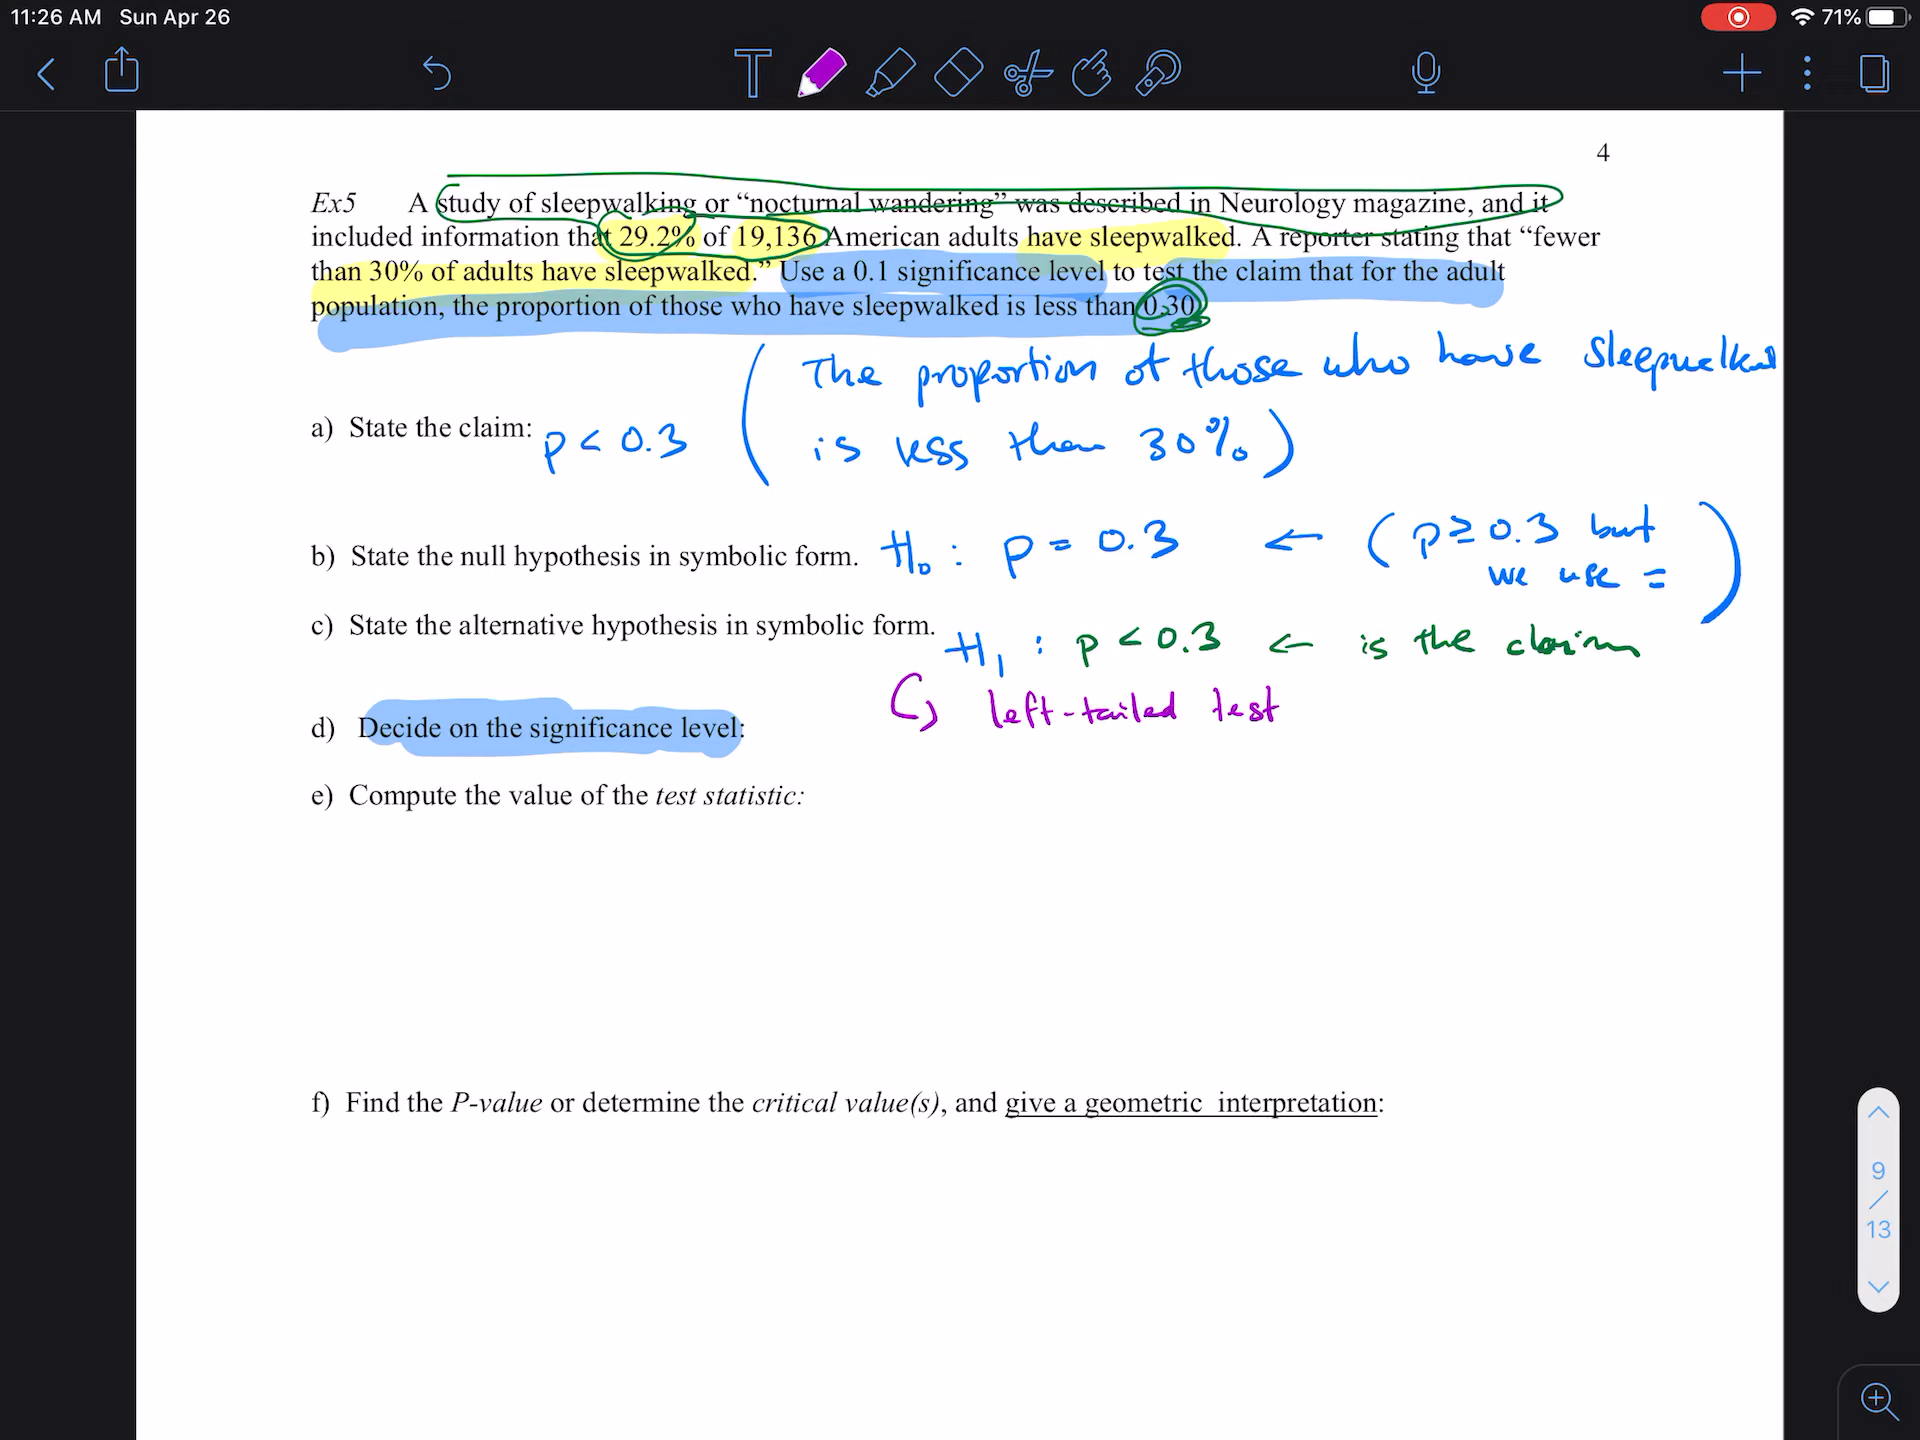 11:26 AM Sun Apr 26
71%
T
4
Ex5 A study of sleepwalking or “nocturnal wandering” was described in Neurology magazine, and it
included information that 29.2% of 19,136 American adults have sleepwalked. A reporter stating that “fewer
than 30% of adults have sleepwalked.” Use a 0.1 significance level to test the claim that for the adult
population, the proportion of those who have sleepwalked is less than 0.30
(The proportion of those who have sleepwalked
a) State the claim: p < 0.3
is less than 30%)
b) State the null hypothesis in symbolic form. H₀ : p = 0.3 ← (p ≥ 0.3 but
we use =)
c) State the alternative hypothesis in symbolic form.
H₁ : p < 0.3 ← is the claim
left-tailed test
d) Decide on the significance level:
e) Compute the value of the test statistic:
f) Find the P-value or determine the critical value(s), and give a geometric interpretation:
9
/
13